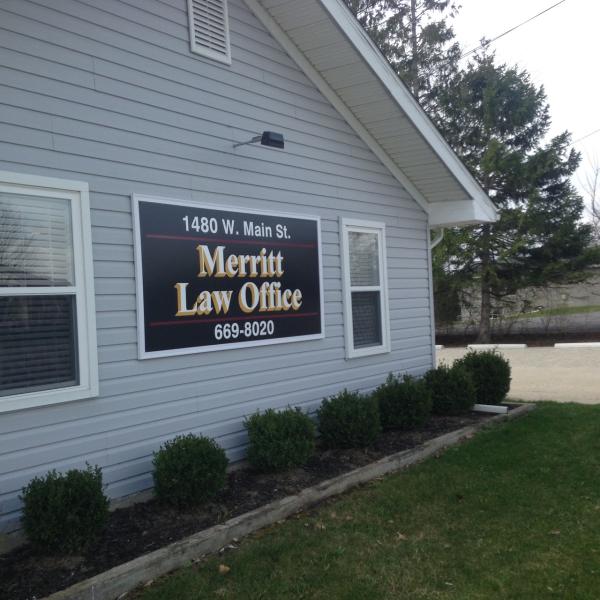 1480 W. Main St.
Merritt
Law Office
669-8020